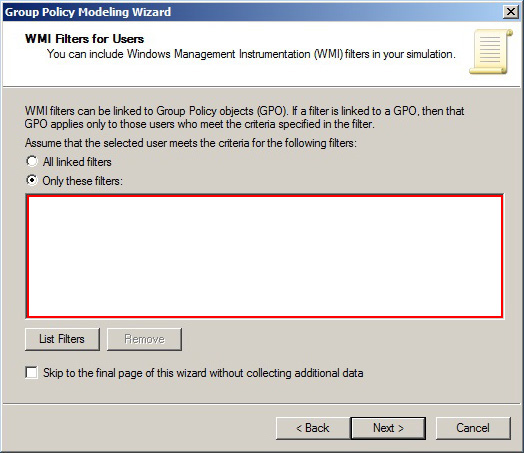 Group Policy Modeling Wizard
WMI Filters for Users
You can include Windows Management Instrumentation (WMI) filters in your simulation.
WMI filters can be linked to Group Policy objects (GPO). If a filter is linked to a GPO, then that
GPO applies only to those users who meet the criteria specified in the filter.
Assume that the selected user meets the criteria for the following filters:
All linked filters
Only these filters:
List Filters Remove
Skip to the final page of this wizard without collecting additional data
< Back Next > Cancel